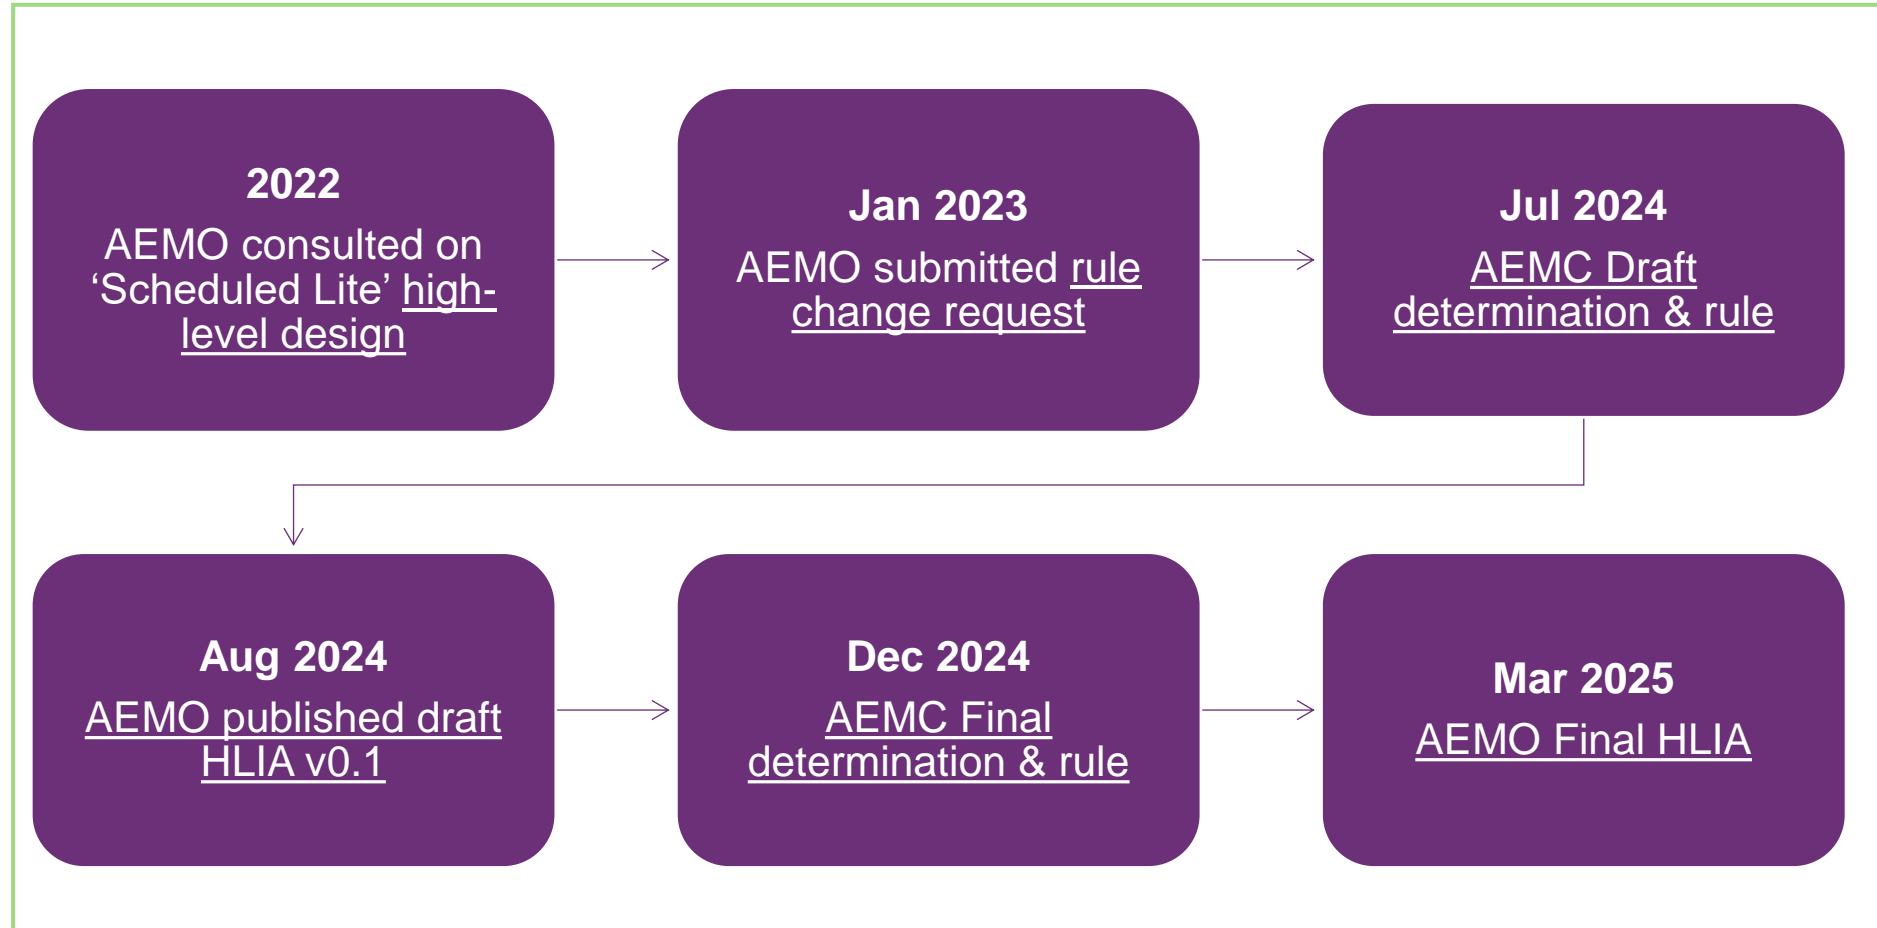 2022
AEMO consulted on
‘Scheduled Lite’ high-
level design
Jan 2023
AEMO submitted rule
change request
Jul 2024
AEMC Draft
determination & rule
Aug 2024
AEMO published draft
HLIA v0.1
Dec 2024
AEMC Final
determination & rule
Mar 2025
AEMO Final HLIA